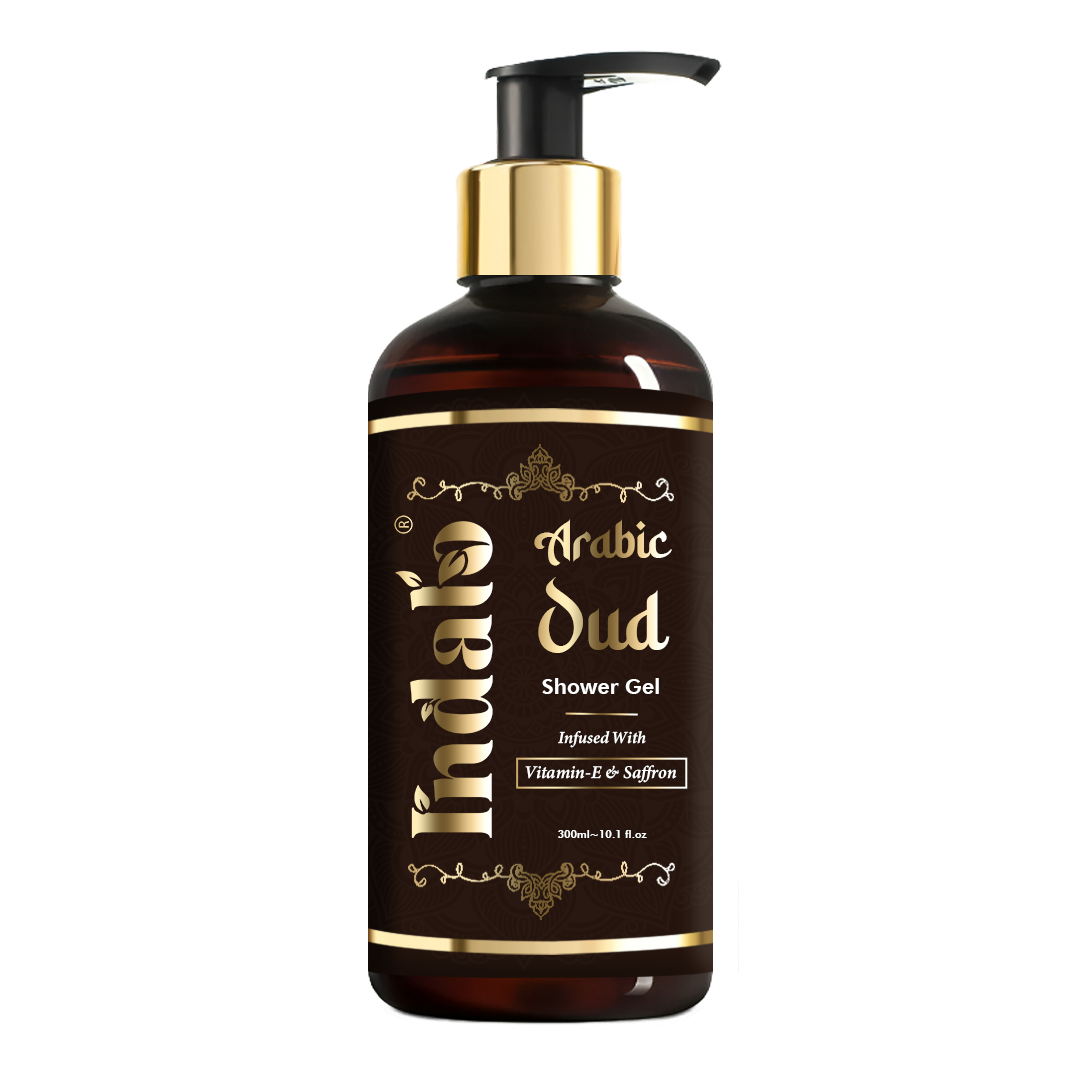 Indalo
®
Arabic
Oud
Shower Gel
Infused With
Vitamin-E & Saffron
300ml~10.1 fl.oz